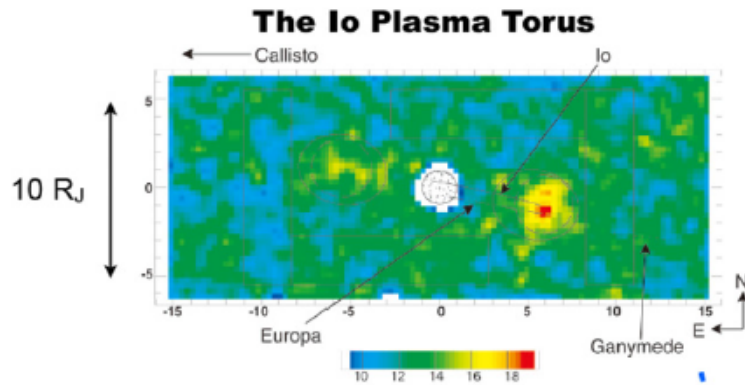 The Io Plasma Torus
Callisto
Io
5
0
-5
10 RJ
-15
-10
-5
0
5
10
15
N
E
Europa
Ganymede
10 12 14 16 18